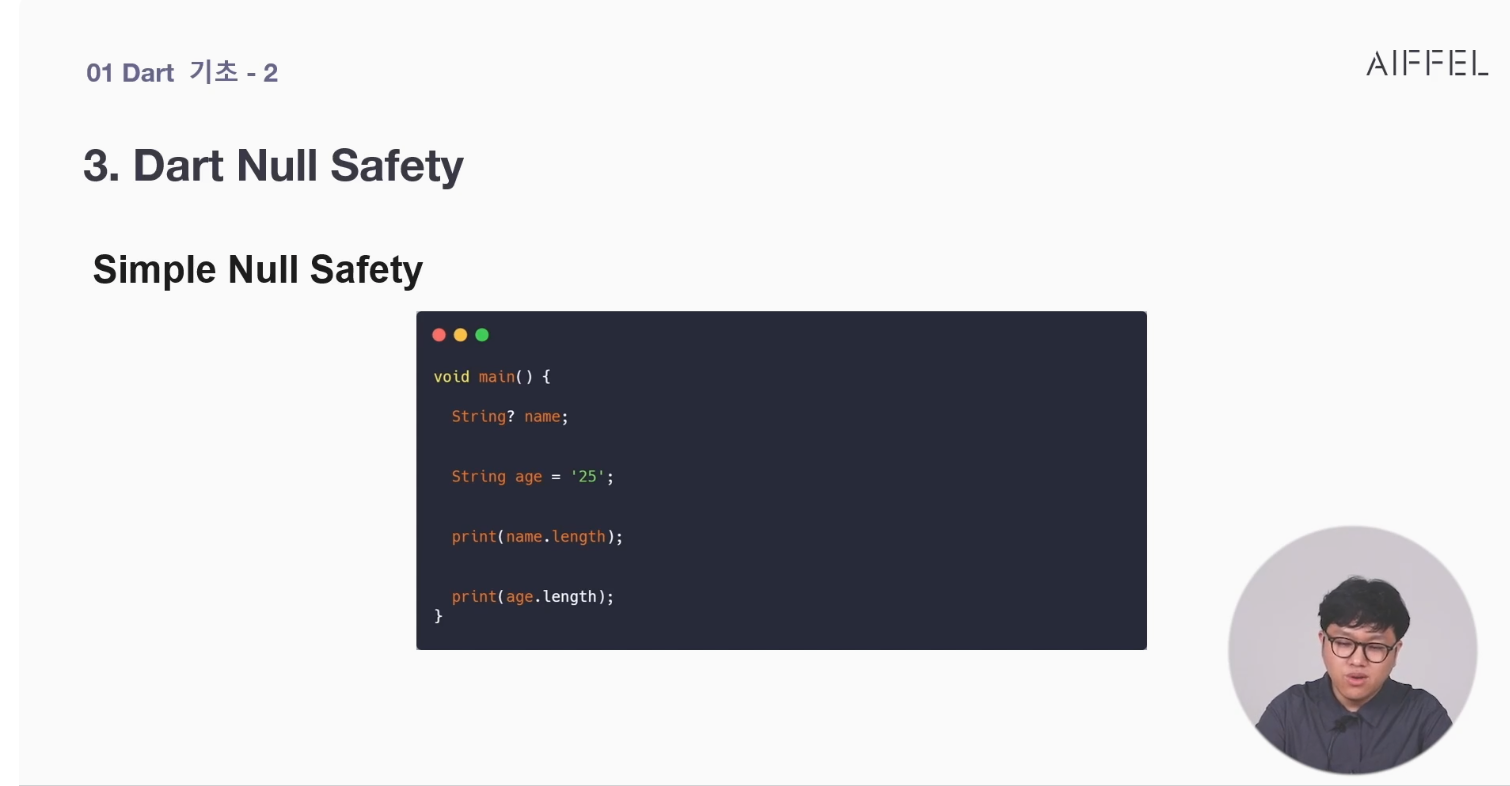 01 Dart 기초 - 2
AIFFEL
3. Dart Null Safety
Simple Null Safety
void main() {
String? name;
String age = '25';
print(name.length);
print(age.length);
}